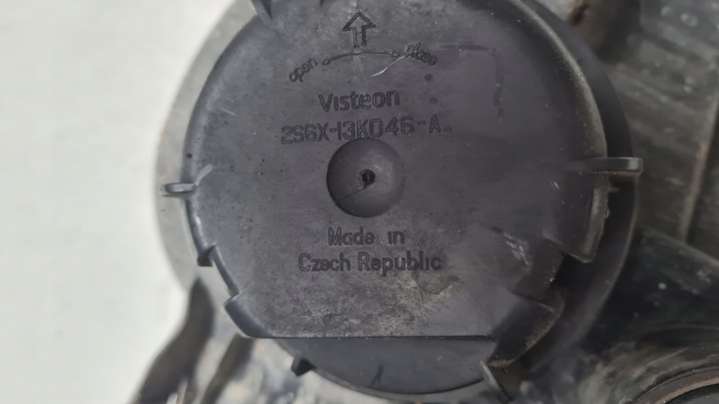 open close
Visteon
2S6X-13K046-A
Made in
Czech Republic